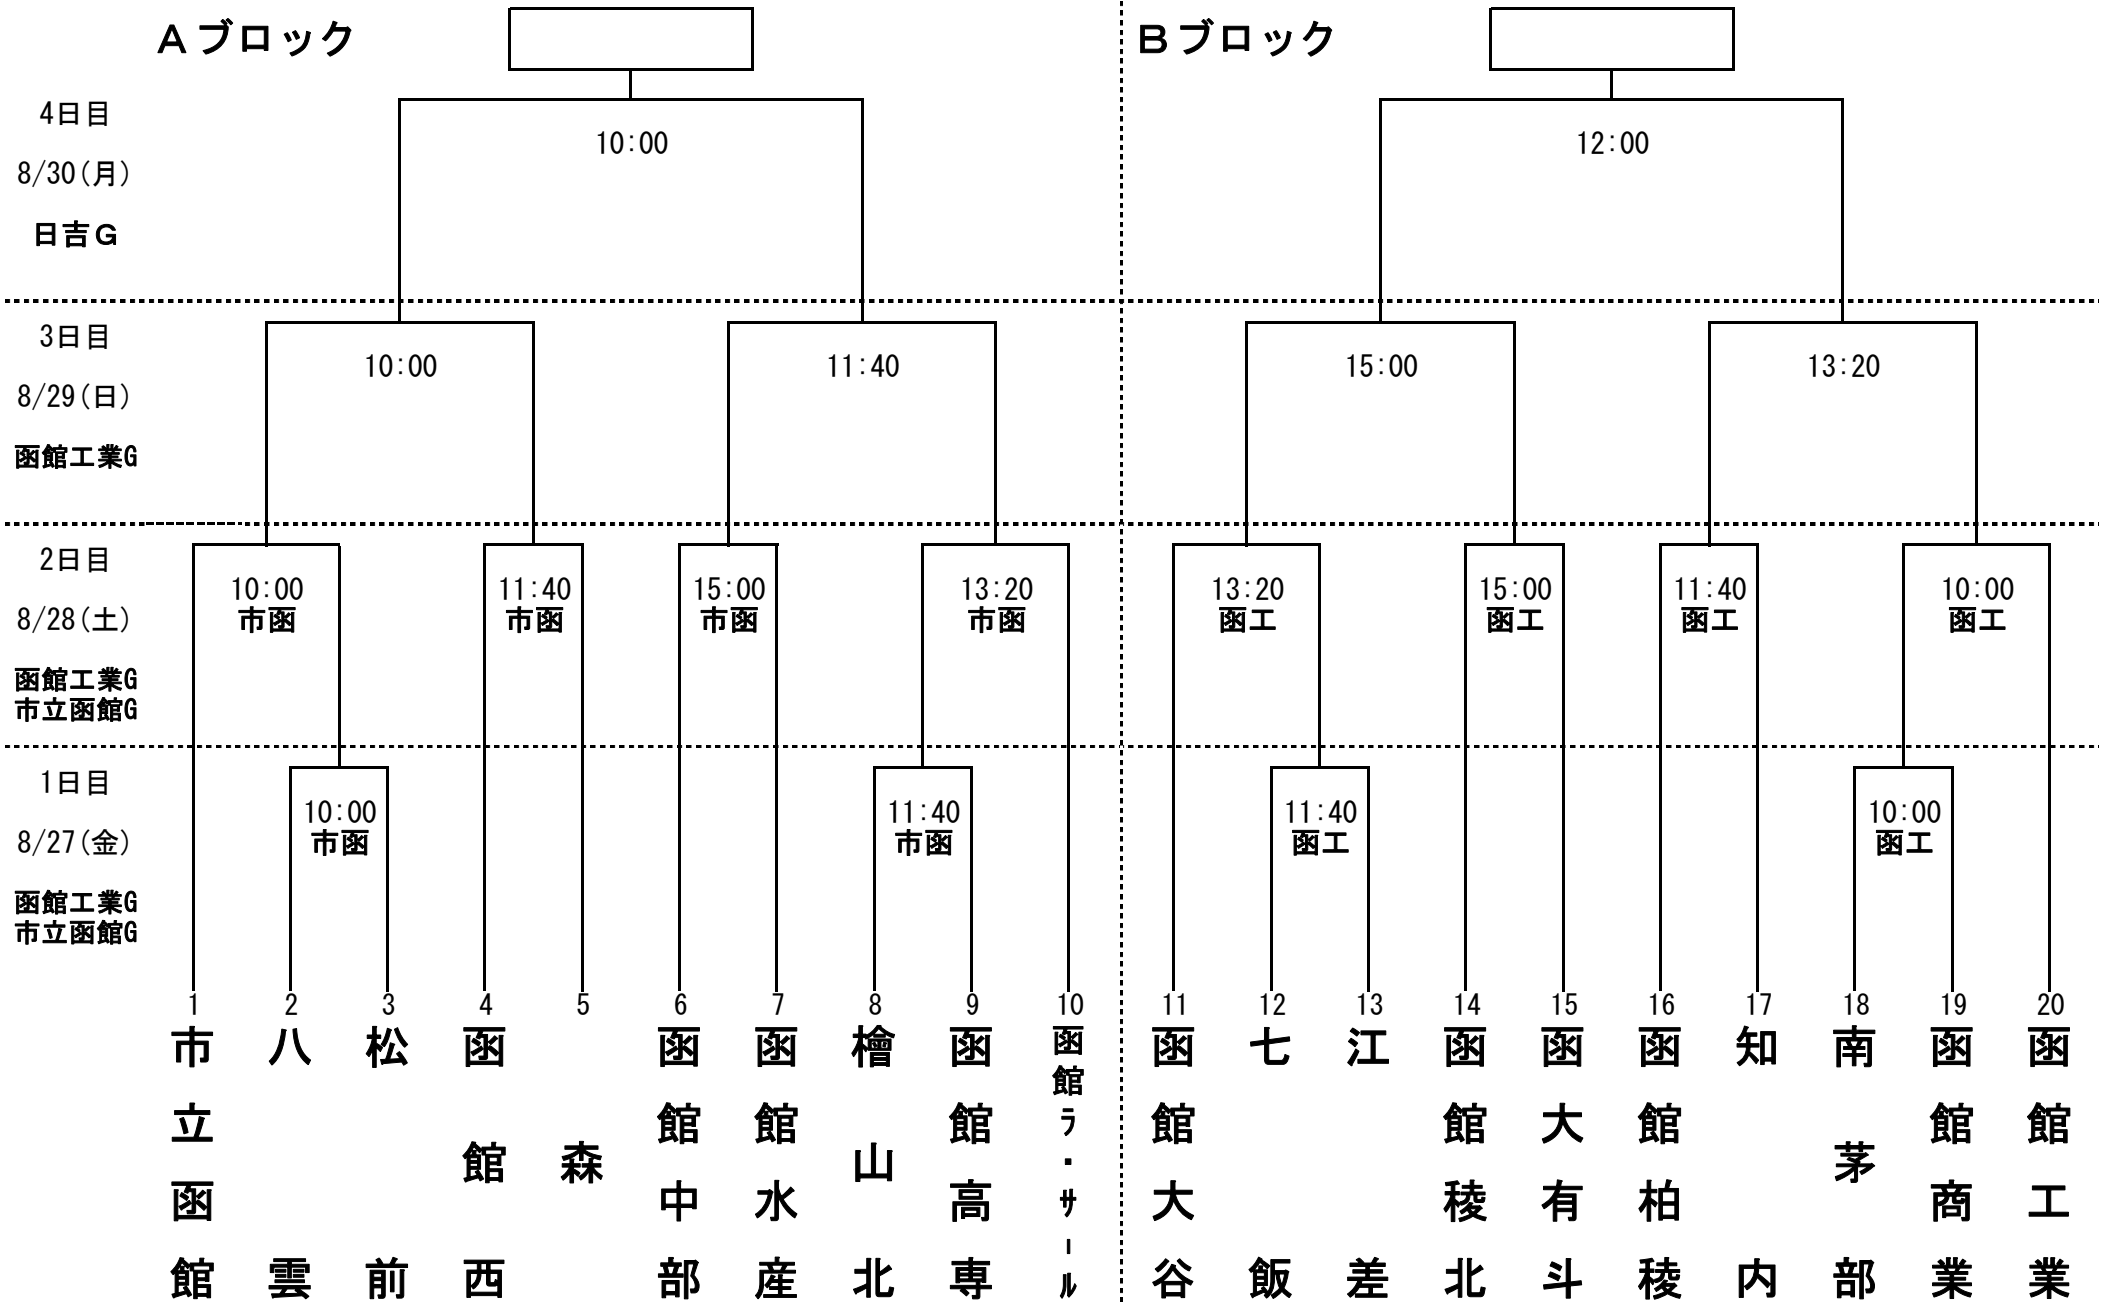 Aブロック
Bブロック
4日目
8/30(月)
日吉G
10:00
12:00
3日目
8/29(日)
函館工業G
10:00
11:40
15:00
13:20
2日目
8/28(土)
函館工業G
市立函館G
10:00
市函
11:40
市函
15:00
市函
13:20
市函
13:20
函工
15:00
函工
11:40
函工
10:00
函工
1日目
8/27(金)
函館工業G
市立函館G
10:00
市函
11:40
市函
11:40
函工
10:00
函工
1
市立函館
2
八雲
3
松前
4
函館西
5
森
6
函館中部
7
函館水産
8
檜山北
9
函館高専
10
函館ラ・サール
11
函館大谷
12
七飯
13
江差
14
函館稜北
15
函大有斗
16
函館柏稜
17
知内
18
南茅部
19
函館商業
20
函館工業